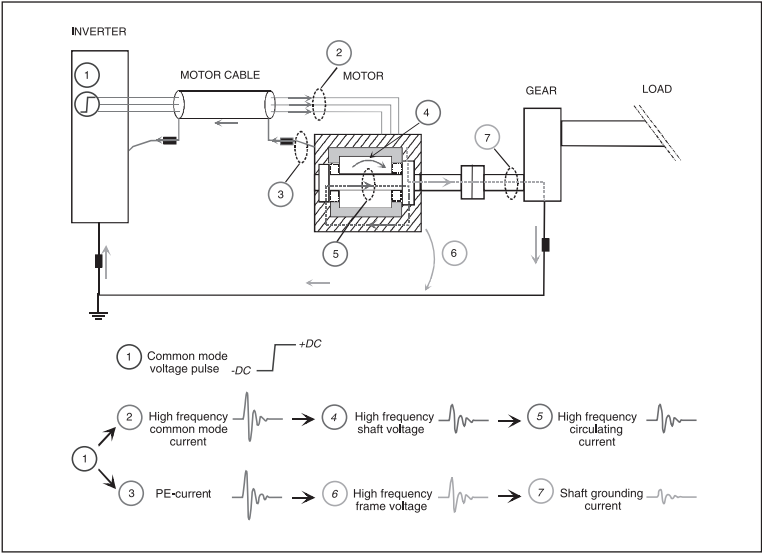 INVERTER
1
MOTOR CABLE
2
MOTOR
4
GEAR
LOAD
7
3
5
6
1 Common mode
voltage pulse
-DC
+DC
2 High frequency
common mode
current
4 High frequency
shaft voltage
5 High frequency
circulating
current
1
3 PE-current
6 High frequency
frame voltage
7 Shaft grounding
current